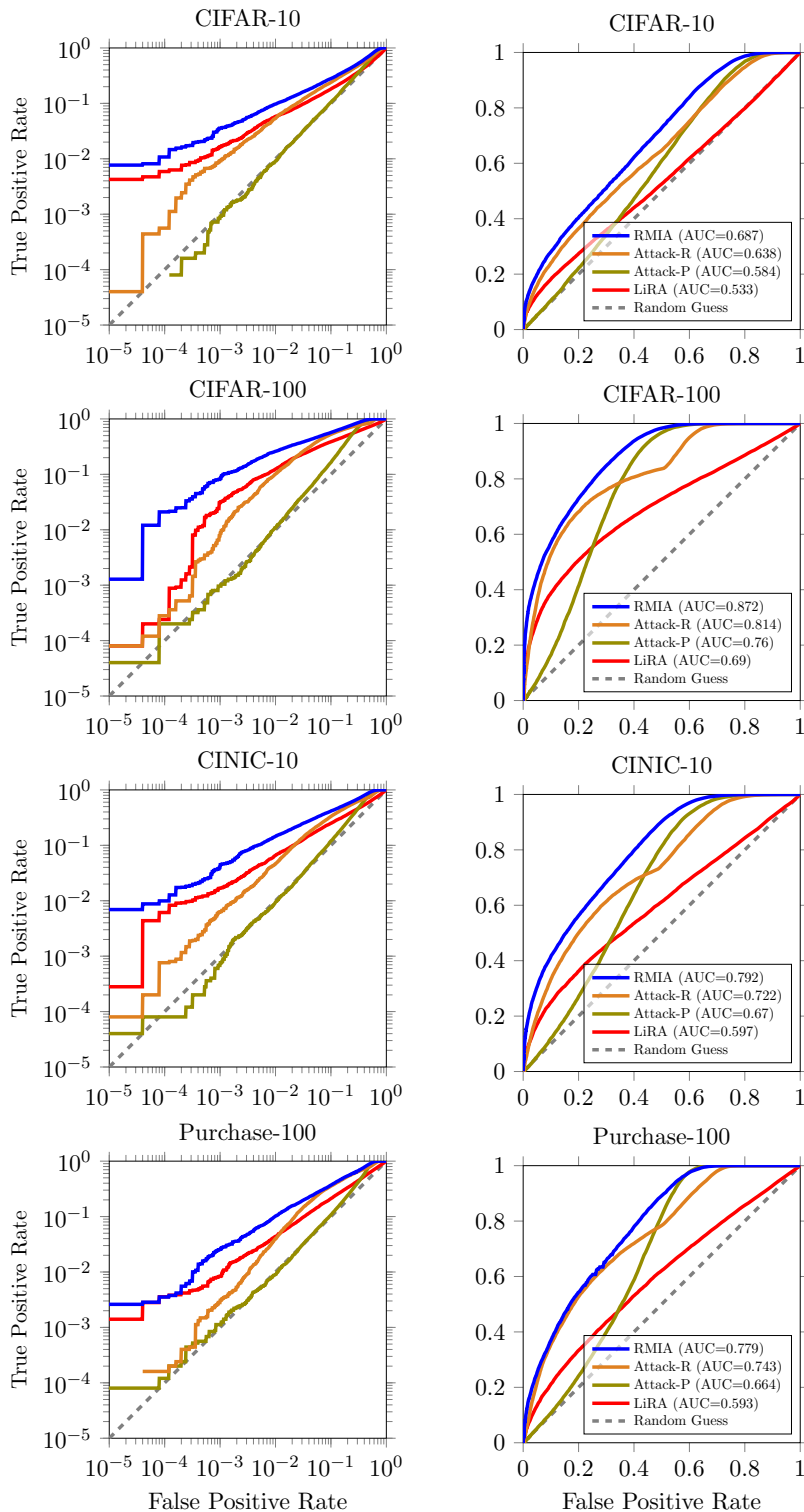 CIFAR-10
True Positive Rate
10^0
10^−1
10^−2
10^−3
10^−4
10^−5
10^−5 10^−4 10^−3 10^−2 10^−1 10^0
CIFAR-10
1
0.8
0.6
0.4
0.2
0
0 0.2 0.4 0.6 0.8 1
RMIA (AUC=0.687)
Attack-R (AUC=0.638)
Attack-P (AUC=0.584)
LiRA (AUC=0.533)
Random Guess
CIFAR-100
True Positive Rate
10^0
10^−1
10^−2
10^−3
10^−4
10^−5
10^−5 10^−4 10^−3 10^−2 10^−1 10^0
CIFAR-100
1
0.8
0.6
0.4
0.2
0
0 0.2 0.4 0.6 0.8 1
RMIA (AUC=0.872)
Attack-R (AUC=0.814)
Attack-P (AUC=0.76)
LiRA (AUC=0.69)
Random Guess
CINIC-10
True Positive Rate
10^0
10^−1
10^−2
10^−3
10^−4
10^−5
10^−5 10^−4 10^−3 10^−2 10^−1 10^0
CINIC-10
1
0.8
0.6
0.4
0.2
0
0 0.2 0.4 0.6 0.8 1
RMIA (AUC=0.792)
Attack-R (AUC=0.722)
Attack-P (AUC=0.67)
LiRA (AUC=0.597)
Random Guess
Purchase-100
True Positive Rate
10^0
10^−1
10^−2
10^−3
10^−4
10^−5
10^−5 10^−4 10^−3 10^−2 10^−1 10^0
False Positive Rate
Purchase-100
1
0.8
0.6
0.4
0.2
0
0 0.2 0.4 0.6 0.8 1
RMIA (AUC=0.779)
Attack-R (AUC=0.743)
Attack-P (AUC=0.664)
LiRA (AUC=0.593)
Random Guess
False Positive Rate